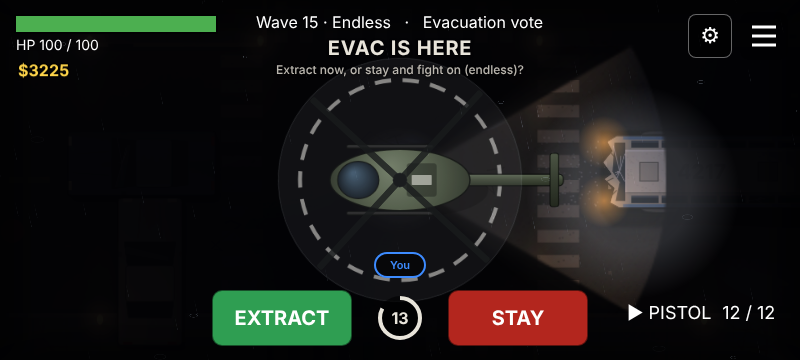 Wave 15 · Endless · Evacuation vote
HP 100 / 100
EVAC IS HERE
$3225
Extract now, or stay and fight on (endless)?
You
EXTRACT
13
STAY
PISTOL 12 / 12